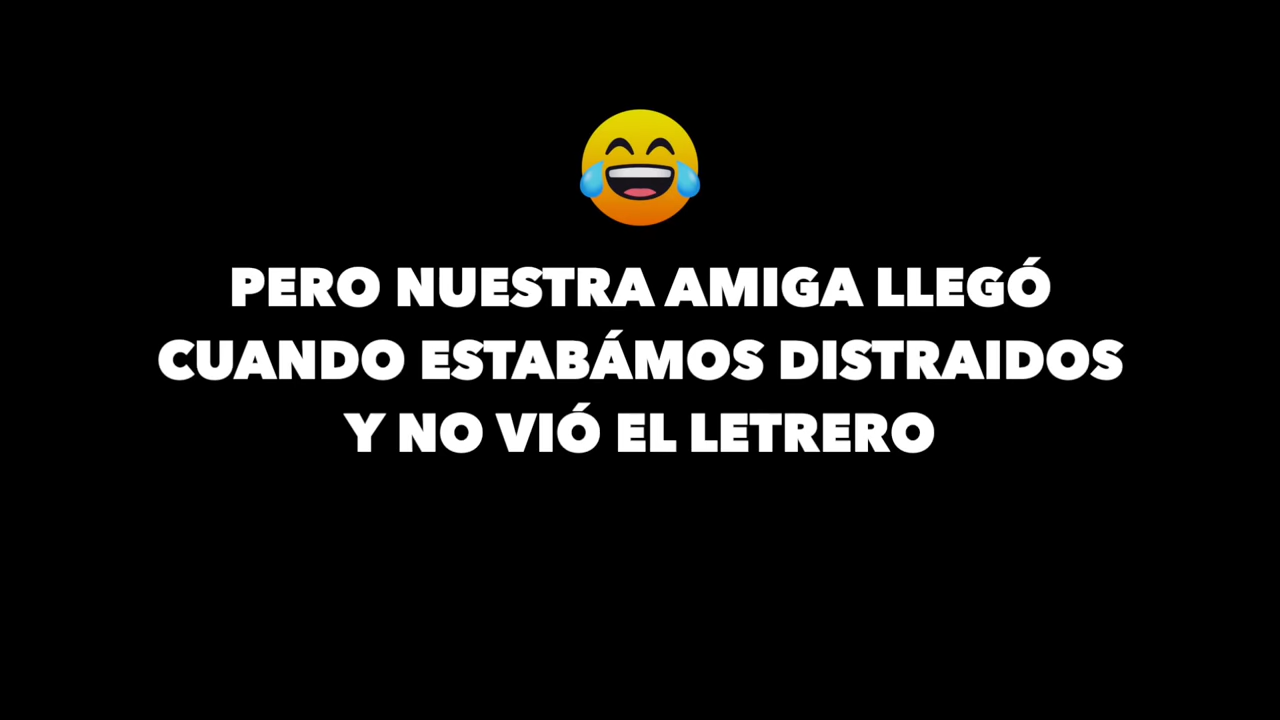 PERO NUESTRA AMIGA LLEGÓ
CUANDO ESTABÁMOS DISTRAIDOS
Y NO VIÓ EL LETRERO